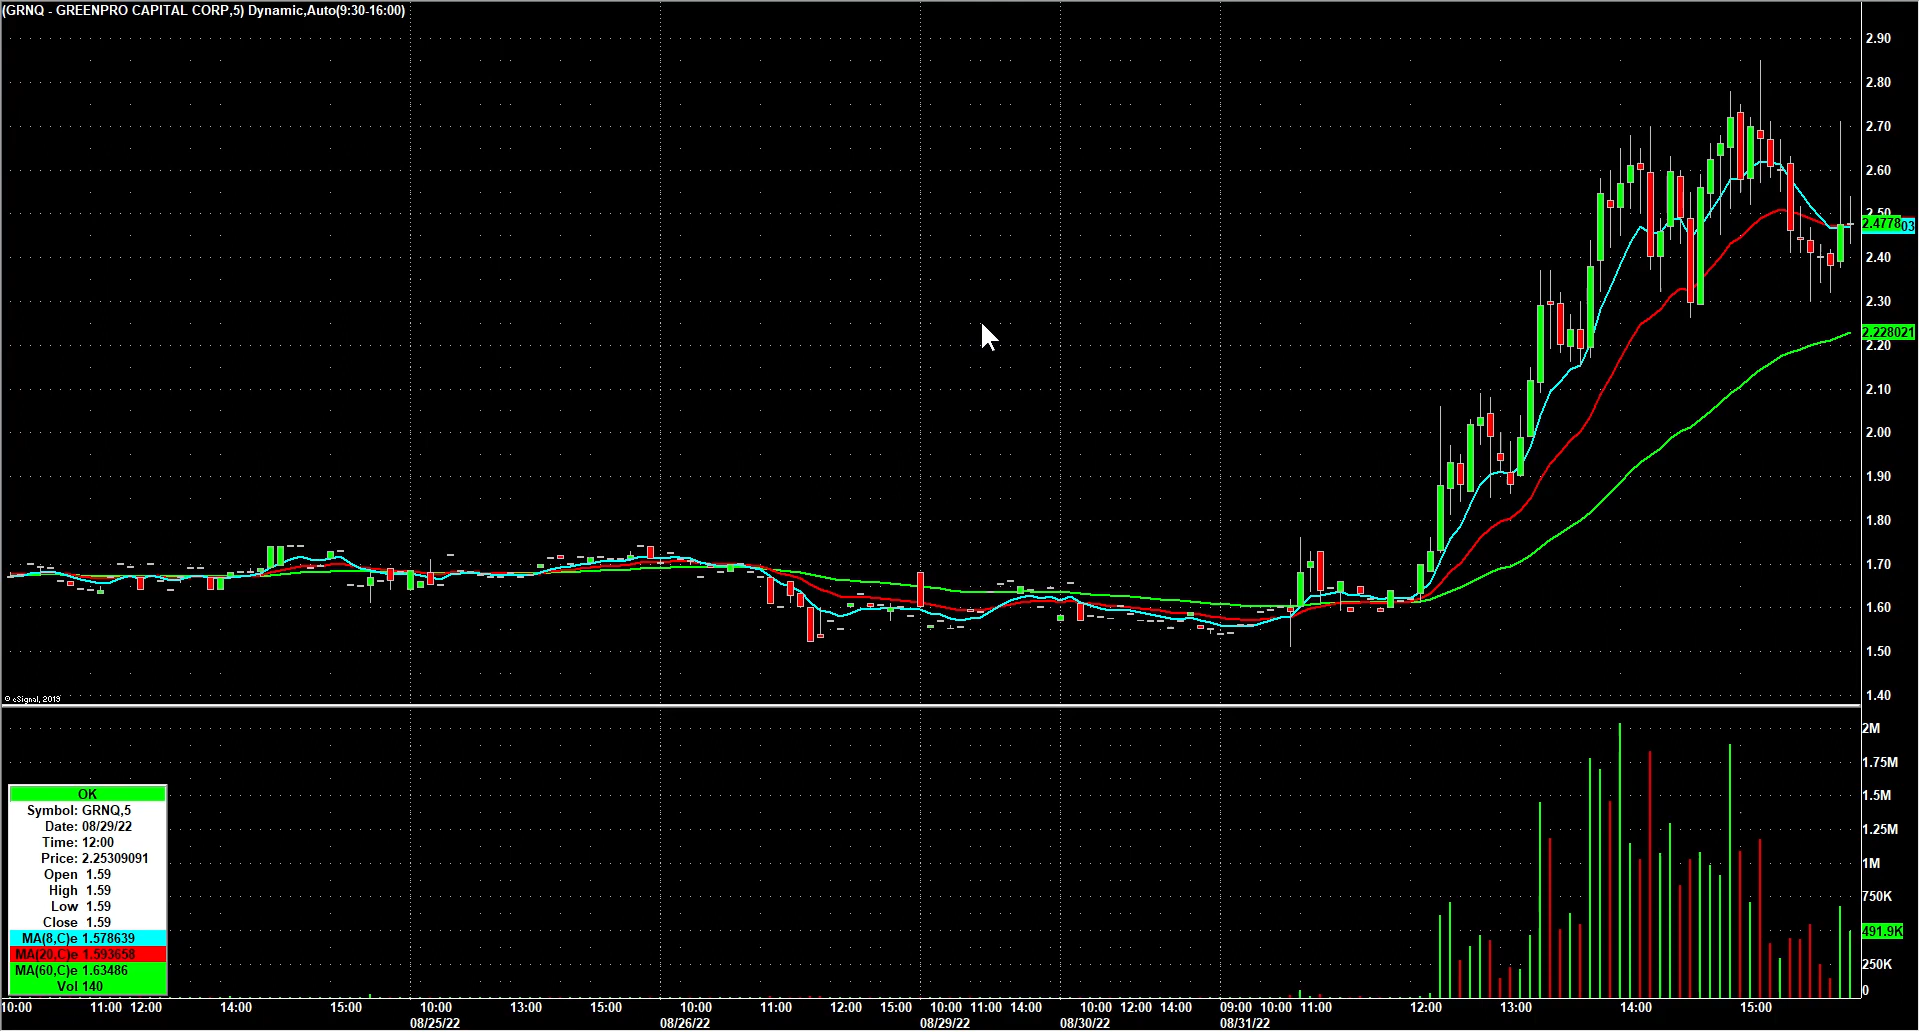 (GRNQ - GREENPRO CAPITAL CORP,5) Dynamic,Auto(9:30-16:00)
2.90
2.80
2.70
2.60
2.50
2.4778
03
2.40
2.30
2.228021
2.20
2.10
2.00
1.90
1.80
1.70
1.60
1.50
1.40
© eSignal, 2019
2M
1.75M
1.5M
1.25M
1M
750K
491.9K
250K
0
OK
Symbol: GRNQ,5
Date: 08/29/22
Time: 12:00
Price: 2.25309091
Open 1.59
High 1.59
Low 1.59
Close 1.59
MA(8,C)e 1.578639
MA(20,C)e 1.593658
MA(60,C)e 1.63486
Vol 140
10:00 11:00 12:00 14:00 15:00 10:00 13:00 15:00 10:00 11:00 12:00 15:00 10:00 11:00 14:00 10:00 12:00 14:00 09:00 10:00 11:00 12:00 13:00 14:00 15:00
08/25/22 08/26/22 08/29/22 08/30/22 08/31/22